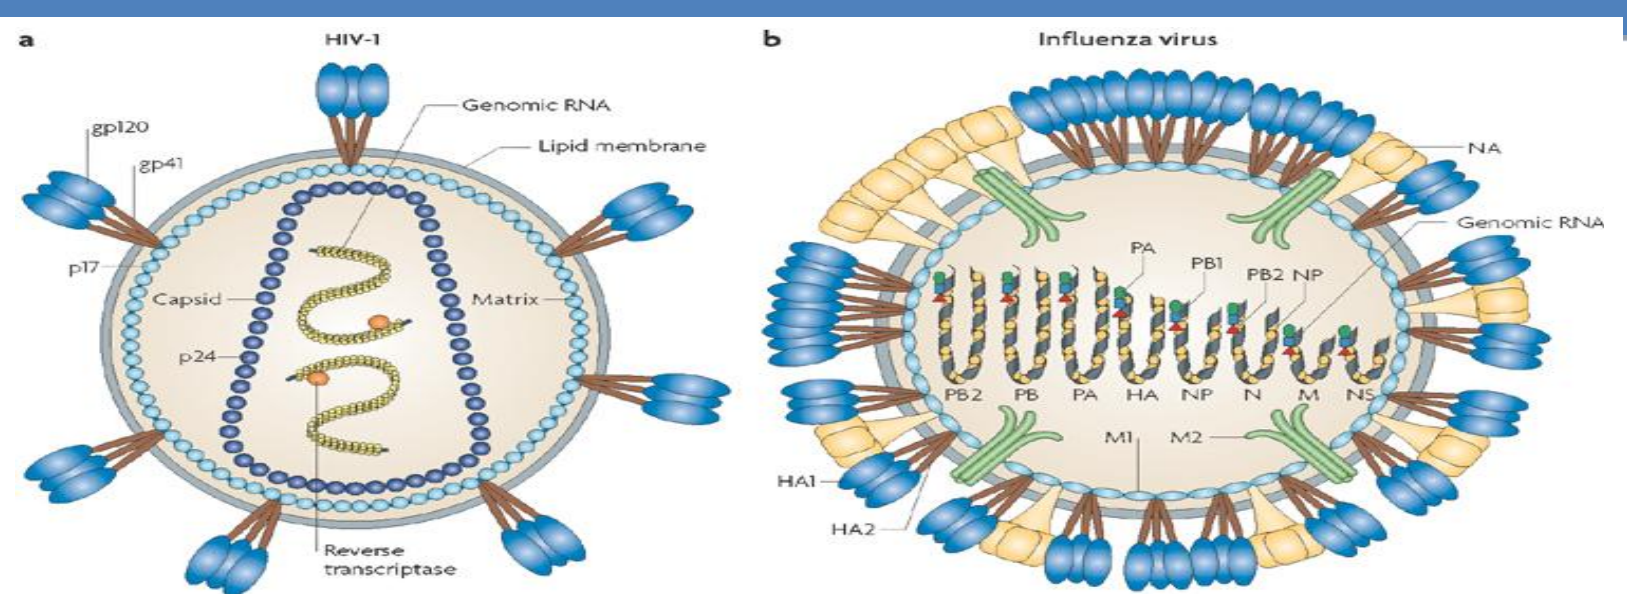 a
HIV-1
gp120
gp41
Genomic RNA
Lipid membrane
p17
Capsid
Matrix
p24
Reverse
transcriptase
b
Influenza virus
NA
Genomic RNA
PA
PB1
PB2 NP
PB2 PB PA HA NP N M NS
M1 M2
HA1
HA2